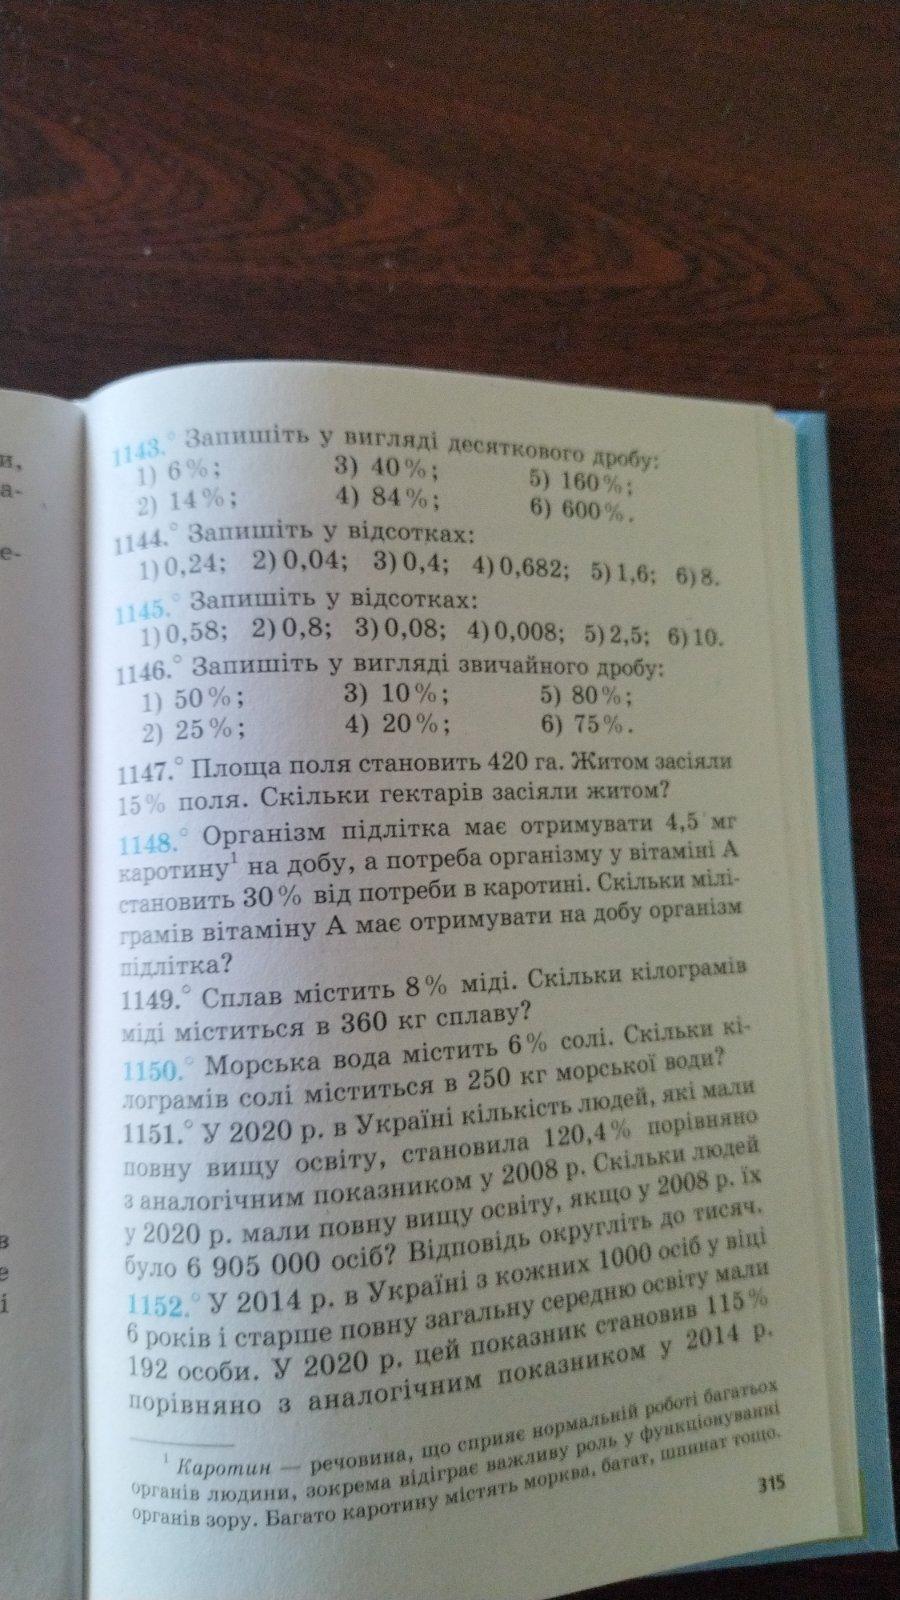 и,
а-
е-
в
е
і
1143.° Запишіть у вигляді десяткового дробу:
1) 6%; 3) 40%; 5) 160%;
2) 14%; 4) 84%; 6) 600%.
1144.° Запишіть у відсотках:
1) 0,24; 2) 0,04; 3) 0,4; 4) 0,682; 5) 1,6; 6) 8.
1145.° Запишіть у відсотках:
1) 0,58; 2) 0,8; 3) 0,08; 4) 0,008; 5) 2,5; 6) 10.
1146.° Запишіть у вигляді звичайного дробу:
1) 50%; 3) 10%; 5) 80%;
2) 25%; 4) 20%; 6) 75%.
1147.° Площа поля становить 420 га. Житом засіяли
15% поля. Скільки гектарів засіяли житом?
1148.° Організм підлітка має отримувати 4,5 мг
каротину¹ на добу, а потреба організму у вітаміні А
становить 30% від потреби в каротині. Скільки мілі-
грамів вітаміну А має отримувати на добу організм
підлітка?
1149.° Сплав містить 8% міді. Скільки кілограмів
міді міститься в 360 кг сплаву?
1150.° Морська вода містить 6% солі. Скільки кі-
лограмів солі міститься в 250 кг морської води?
1151.° У 2020 р. в Україні кількість людей, які мали
повну вищу освіту, становила 120,4% порівняно
з аналогічним показником у 2008 р. Скільки людей
у 2020 р. мали повну вищу освіту, якщо у 2008 р. їх
було 6 905 000 осіб? Відповідь округліть до тисяч.
1152.° У 2014 р. в Україні з кожних 1000 осіб у віці
6 років і старше повну загальну середню освіту мали
192 особи. У 2020 р. цей показник становив 115%
порівняно з аналогічним показником у 2014 р.
¹ Каротин — речовина, що сприяє нормальній роботі багатьох
органів людини, зокрема відіграє важливу роль у функціонуванні
органів зору. Багато каротину містять морква, батат, шпинат тощо.
315